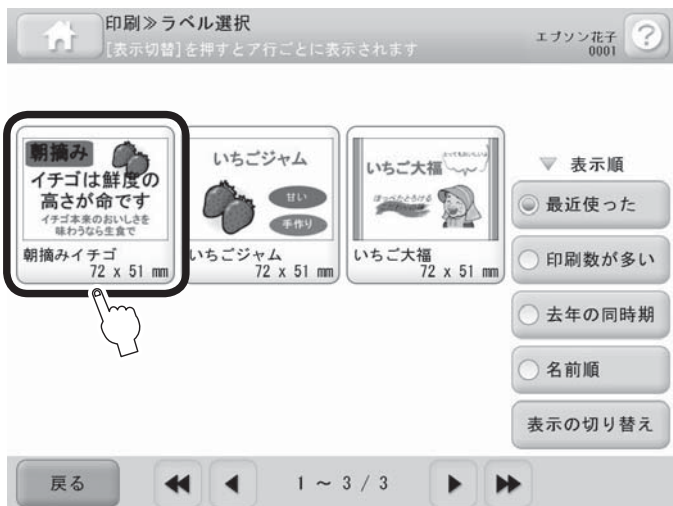 印刷≫ラベル選択
[表示切替]を押すとア行ごとに表示されます
エプソン花子
0001
?
朝摘み
イチゴは鮮度の
高さが命です
イチゴ本来のおいしさを
味わうなら生食で
朝摘みイチゴ
72 x 51 mm
いちごジャム
甘い
手作り
いちごジャム
72 x 51 mm
いちご大福
いちご大福
72 x 51 mm
▼ 表示順
最近使った
印刷数が多い
去年の同時期
名前順
表示の切り替え
戻る
1 ～ 3 / 3